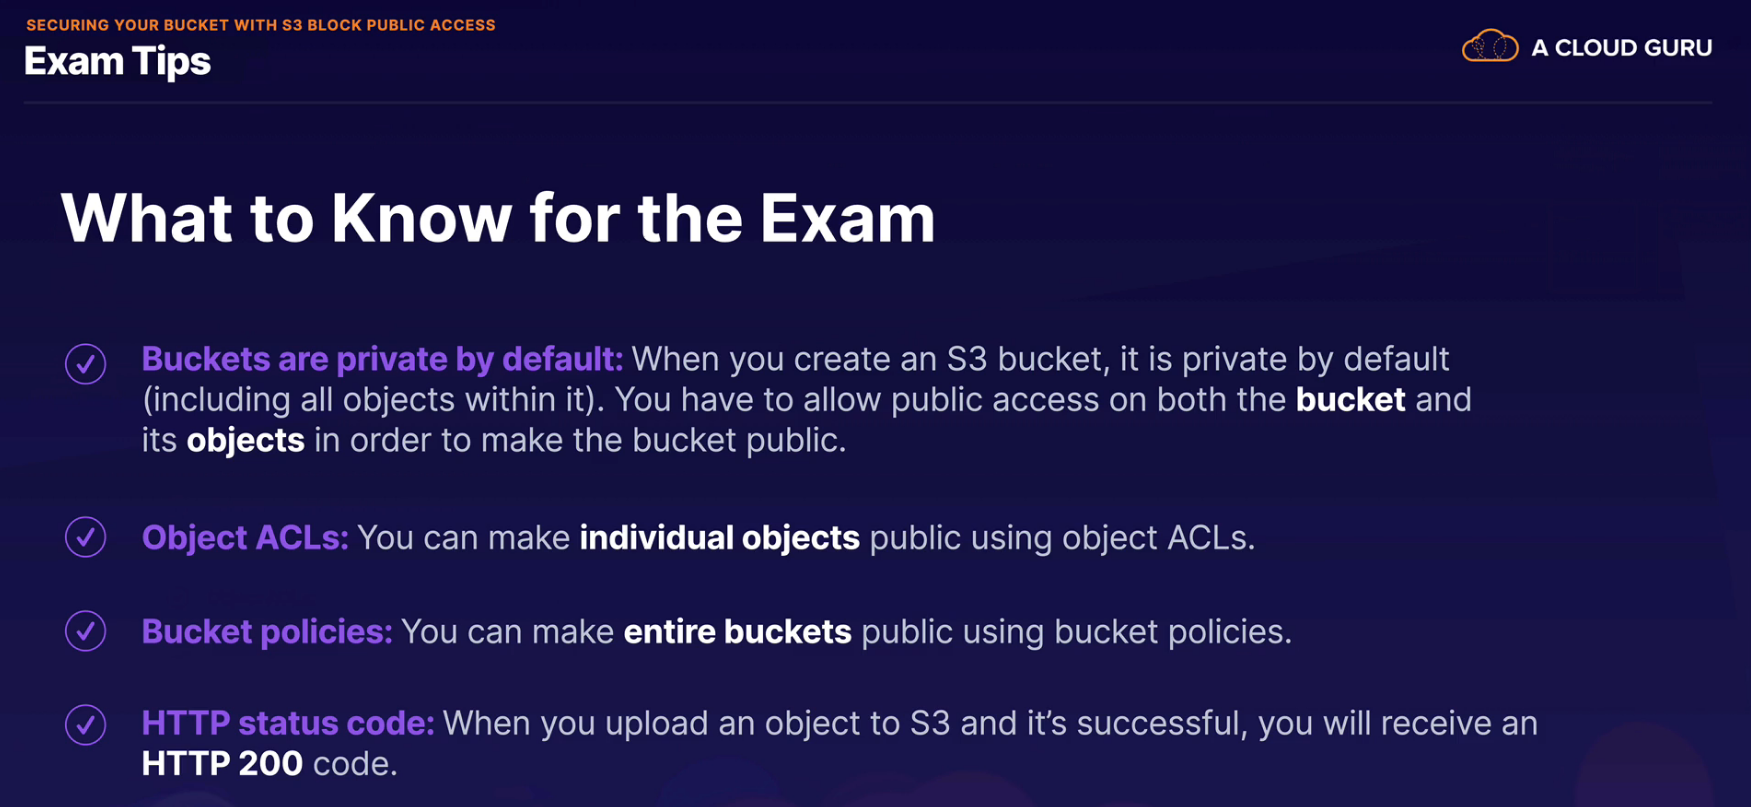 SECURING YOUR BUCKET WITH S3 BLOCK PUBLIC ACCESS
Exam Tips
A CLOUD GURU
What to Know for the Exam
Buckets are private by default: When you create an S3 bucket, it is private by default
(including all objects within it). You have to allow public access on both the bucket and
its objects in order to make the bucket public.
Object ACLs: You can make individual objects public using object ACLs.
Bucket policies: You can make entire buckets public using bucket policies.
HTTP status code: When you upload an object to S3 and it’s successful, you will receive an
HTTP 200 code.